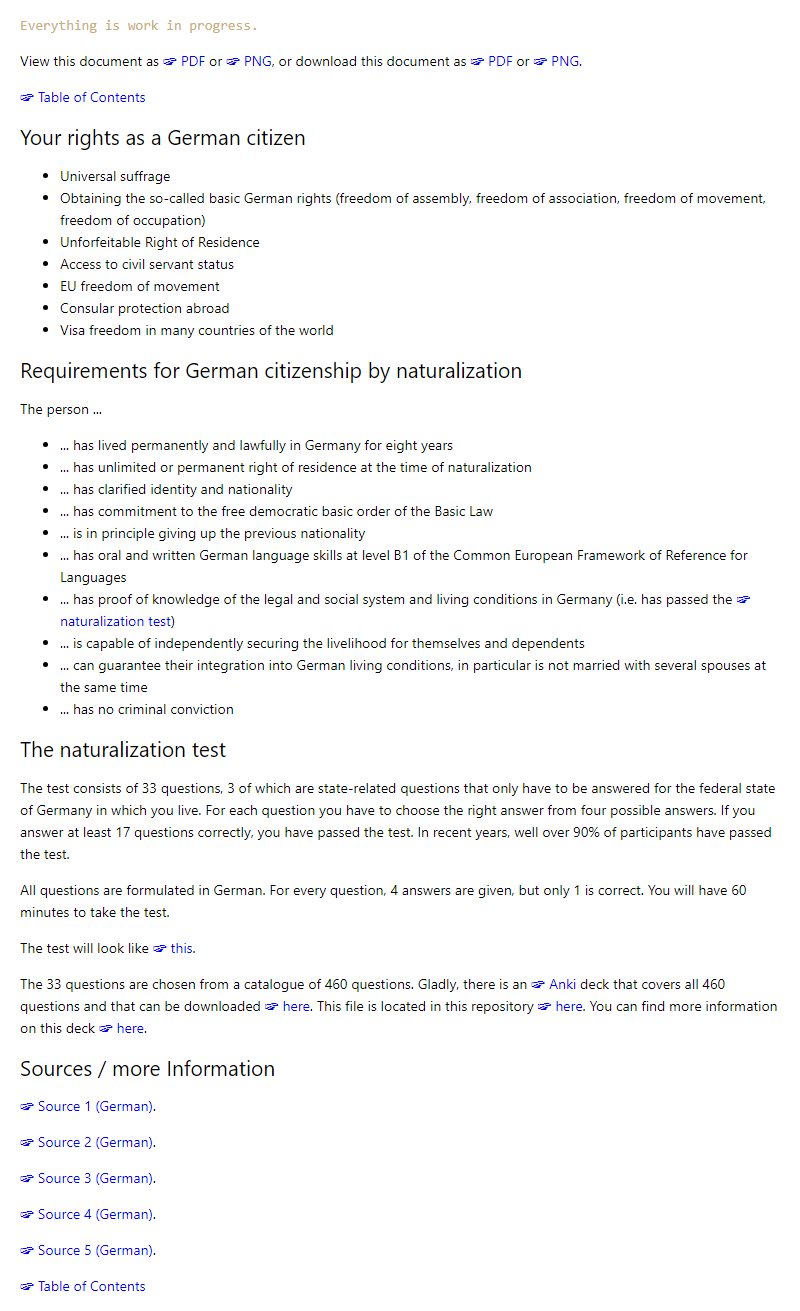 Everything is work in progress.
View this document as ☞ PDF or ☞ PNG, or download this document as ☞ PDF or ☞ PNG.
☞ Table of Contents
Your rights as a German citizen
• Universal suffrage
• Obtaining the so-called basic German rights (freedom of assembly, freedom of association, freedom of movement,
freedom of occupation)
• Unforfeitable Right of Residence
• Access to civil servant status
• EU freedom of movement
• Consular protection abroad
• Visa freedom in many countries of the world
Requirements for German citizenship by naturalization
The person ...
• ... has lived permanently and lawfully in Germany for eight years
• ... has unlimited or permanent right of residence at the time of naturalization
• ... has clarified identity and nationality
• ... has commitment to the free democratic basic order of the Basic Law
• ... is in principle giving up the previous nationality
• ... has oral and written German language skills at level B1 of the Common European Framework of Reference for
Languages
• ... has proof of knowledge of the legal and social system and living conditions in Germany (i.e. has passed the ☞
naturalization test)
• ... is capable of independently securing the livelihood for themselves and dependents
• ... can guarantee their integration into German living conditions, in particular is not married with several spouses at
the same time
• ... has no criminal conviction
The naturalization test
The test consists of 33 questions, 3 of which are state-related questions that only have to be answered for the federal state
of Germany in which you live. For each question you have to choose the right answer from four possible answers. If you
answer at least 17 questions correctly, you have passed the test. In recent years, well over 90% of participants have passed
the test.
All questions are formulated in German. For every question, 4 answers are given, but only 1 is correct. You will have 60
minutes to take the test.
The test will look like ☞ this.
The 33 questions are chosen from a catalogue of 460 questions. Gladly, there is an ☞ Anki deck that covers all 460
questions and that can be downloaded ☞ here. This file is located in this repository ☞ here. You can find more information
on this deck ☞ here.
Sources / more Information
☞ Source 1 (German).
☞ Source 2 (German).
☞ Source 3 (German).
☞ Source 4 (German).
☞ Source 5 (German).
☞ Table of Contents